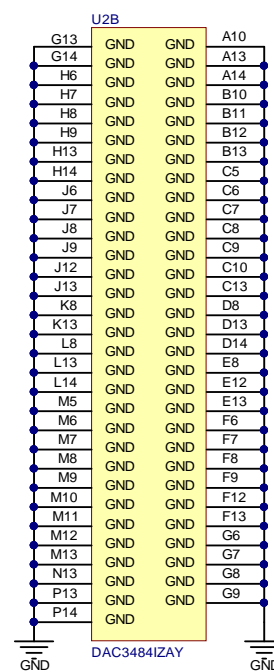 U2B
G13 GND GND A10
G14 GND GND A13
H6 GND GND A14
H7 GND GND B10
H8 GND GND B11
H9 GND GND B12
H13 GND GND B13
H14 GND GND C5
J6 GND GND C6
J7 GND GND C7
J8 GND GND C8
J9 GND GND C9
J12 GND GND C10
J13 GND GND C13
K8 GND GND D8
K13 GND GND D13
L8 GND GND D14
L13 GND GND E8
L14 GND GND E12
M5 GND GND E13
M6 GND GND F6
M7 GND GND F7
M8 GND GND F8
M9 GND GND F9
M10 GND GND F12
M11 GND GND F13
M12 GND GND G6
M13 GND GND G7
N13 GND GND G8
P13 GND GND G9
P14 GND
DAC3484IZAY
GND GND